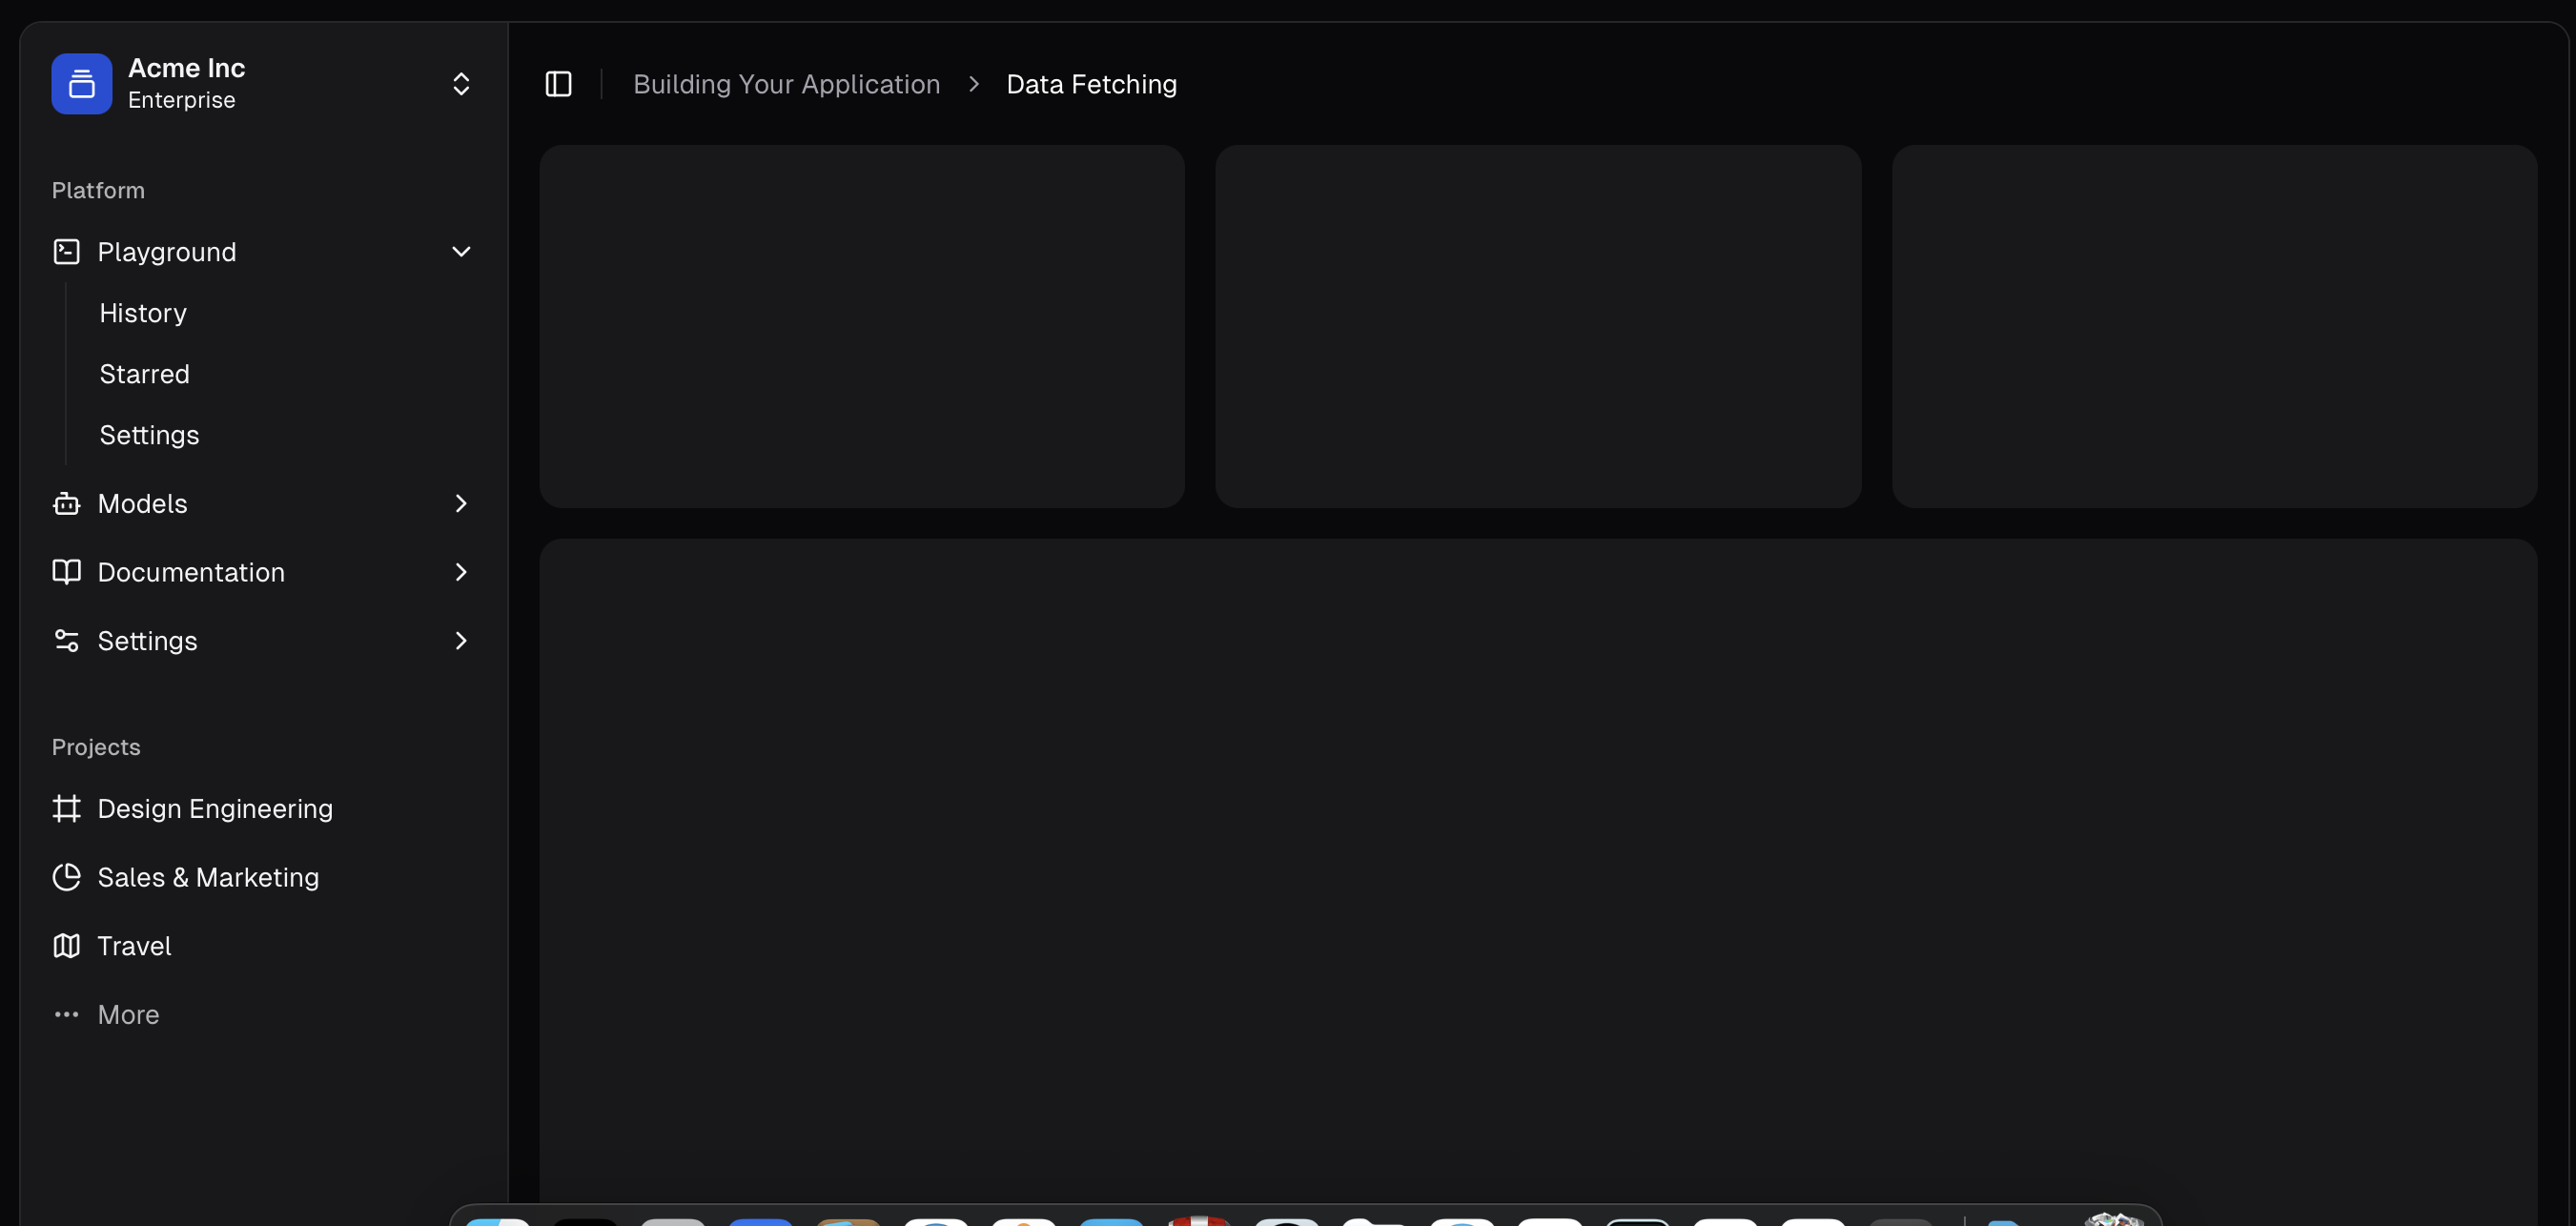 Acme Inc
Enterprise
Platform
Playground
History
Starred
Settings
Models
Documentation
Settings
Projects
Design Engineering
Sales & Marketing
Travel
More
Building Your Application > Data Fetching